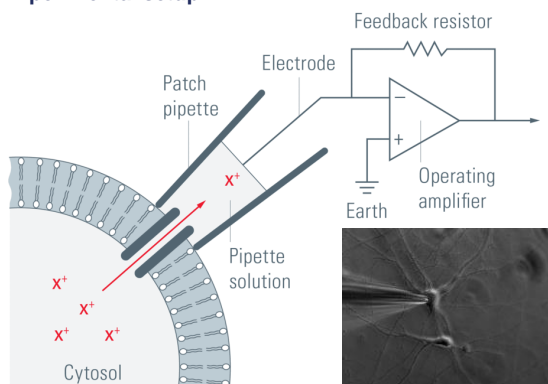 Feedback resistor
Electrode
Patch
pipette
−
+
X⁺
Operating
amplifier
Earth
Pipette
solution
X⁺
X⁺
X⁺
X⁺
Cytosol